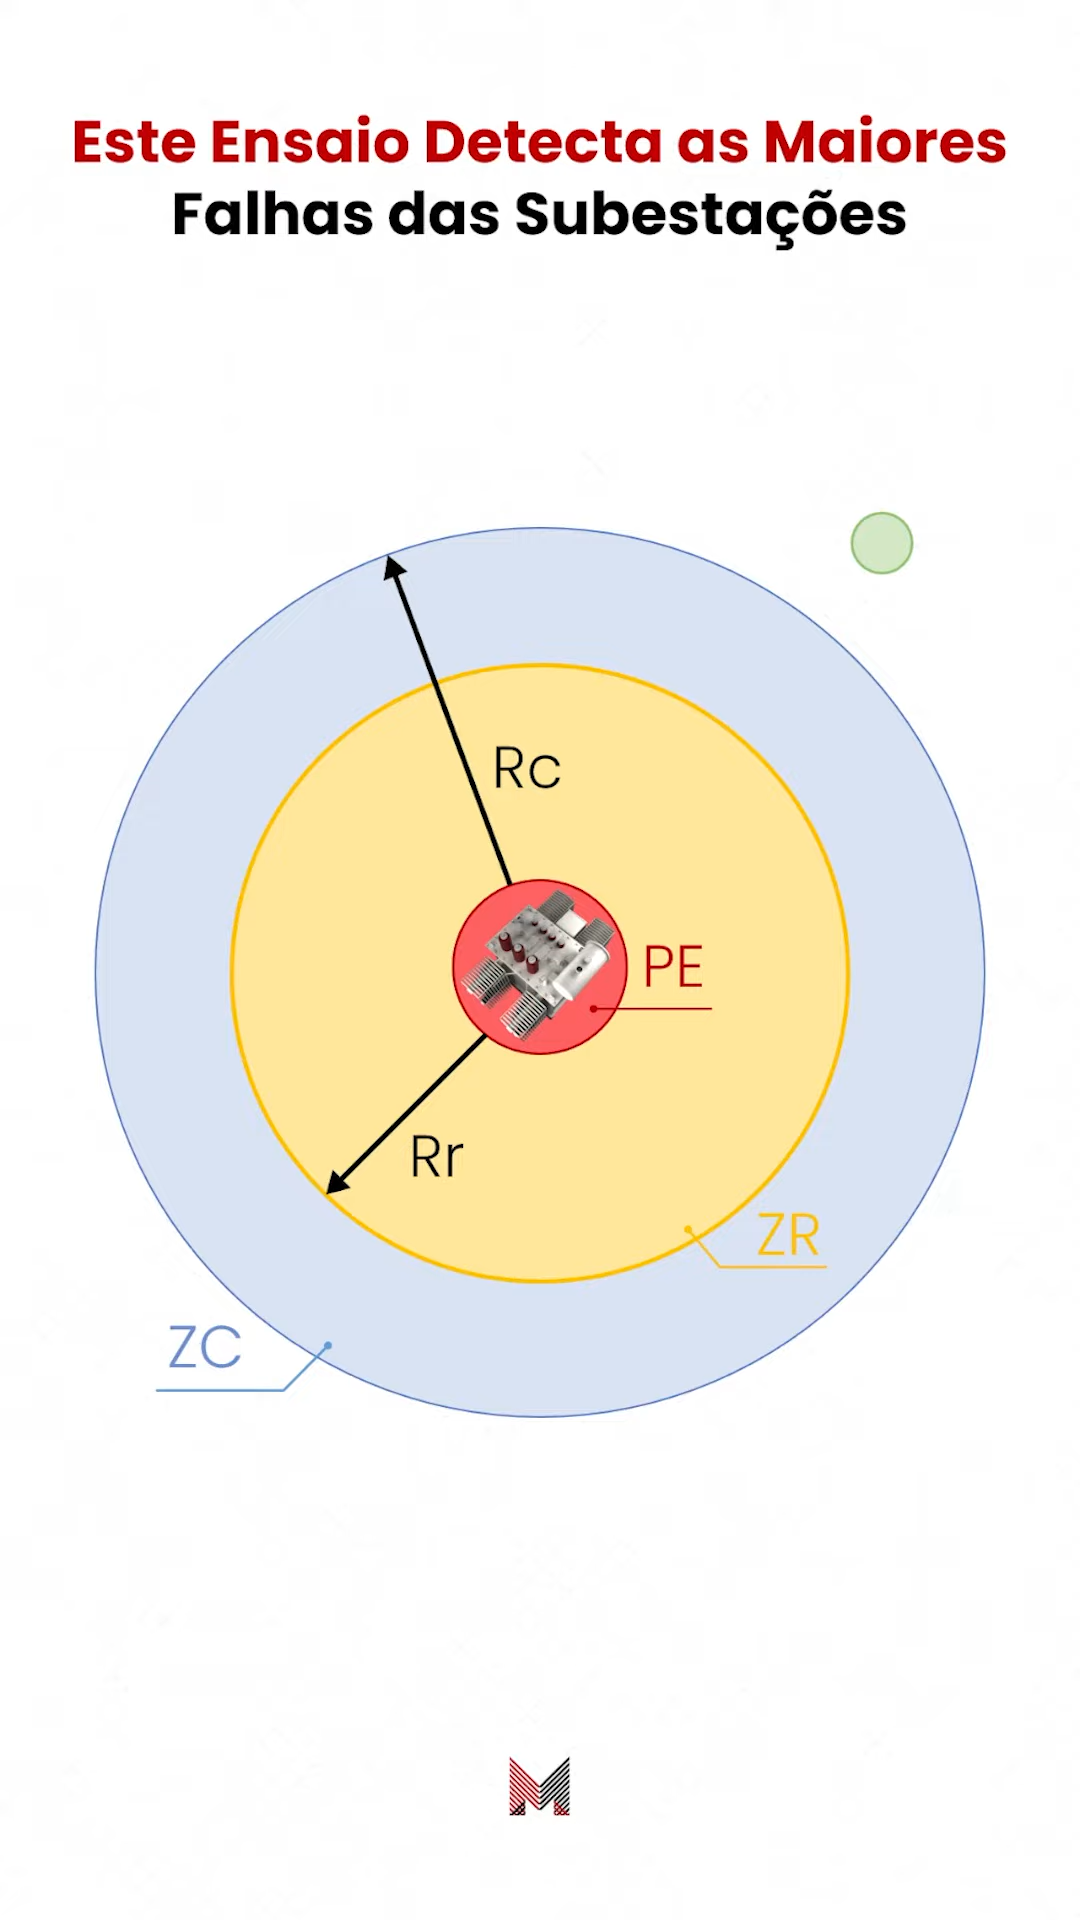 Este Ensaio Detecta as Maiores
Falhas das Subestações
Rc
PE
Rr
ZR
ZC
M